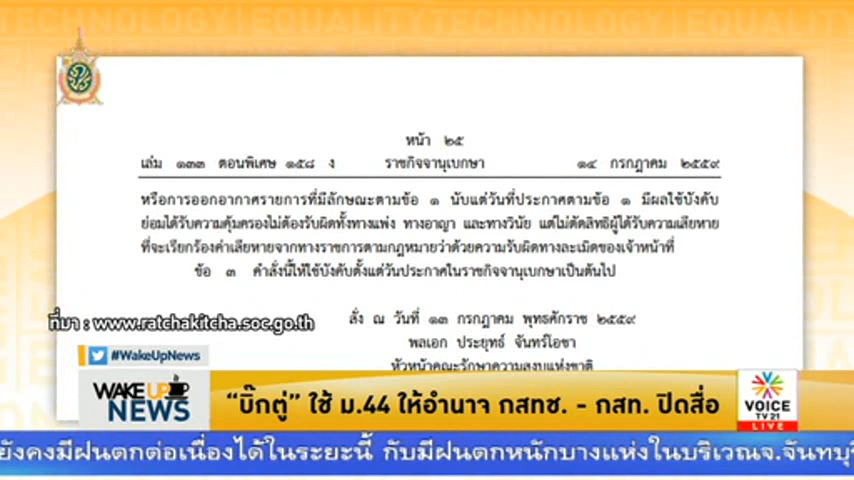 TECHNOLOGY EQUALITY
หน้า ๒๕
เล่ม ๑๓๓ ตอนพิเศษ ๑๕๘ ง ราชกิจจานุเบกษา ๑๔ กรกฎาคม ๒๕๕๙
หรือการออกอากาศรายการที่มีลักษณะตามข้อ ๑ นับแต่วันที่ประกาศตามข้อ ๑ มีผลใช้บังคับ
ย่อมได้รับความคุ้มครองไม่ต้องรับผิดทั้งทางแพ่ง ทางอาญา และทางวินัย แต่ไม่ตัดสิทธิผู้ได้รับความเสียหาย
ที่จะเรียกร้องค่าเสียหายจากทางราชการตามกฎหมายว่าด้วยความรับผิดทางละเมิดของเจ้าหน้าที่
ข้อ ๓ คำสั่งนี้ให้ใช้บังคับตั้งแต่วันประกาศในราชกิจจานุเบกษาเป็นต้นไป
สั่ง ณ วันที่ ๑๓ กรกฎาคม พุทธศักราช ๒๕๕๙
ที่มา : www.ratchakitcha.soc.go.th
พลเอก ประยุทธ์ จันทร์โอชา
หัวหน้าคณะรักษาความสงบแห่งชาติ
#WakeUpNews
WAKE UP
NEWS
“บิ๊กตู่” ใช้ ม.44 ให้อำนาจ กสทช. - กสท. ปิดสื่อ
VOICE
TV 21
LIVE
ยังคงมีฝนตกต่อเนื่องได้ในระยะนี้ กับมีฝนตกหนักบางแห่งในบริเวณจ.จันทบุรี